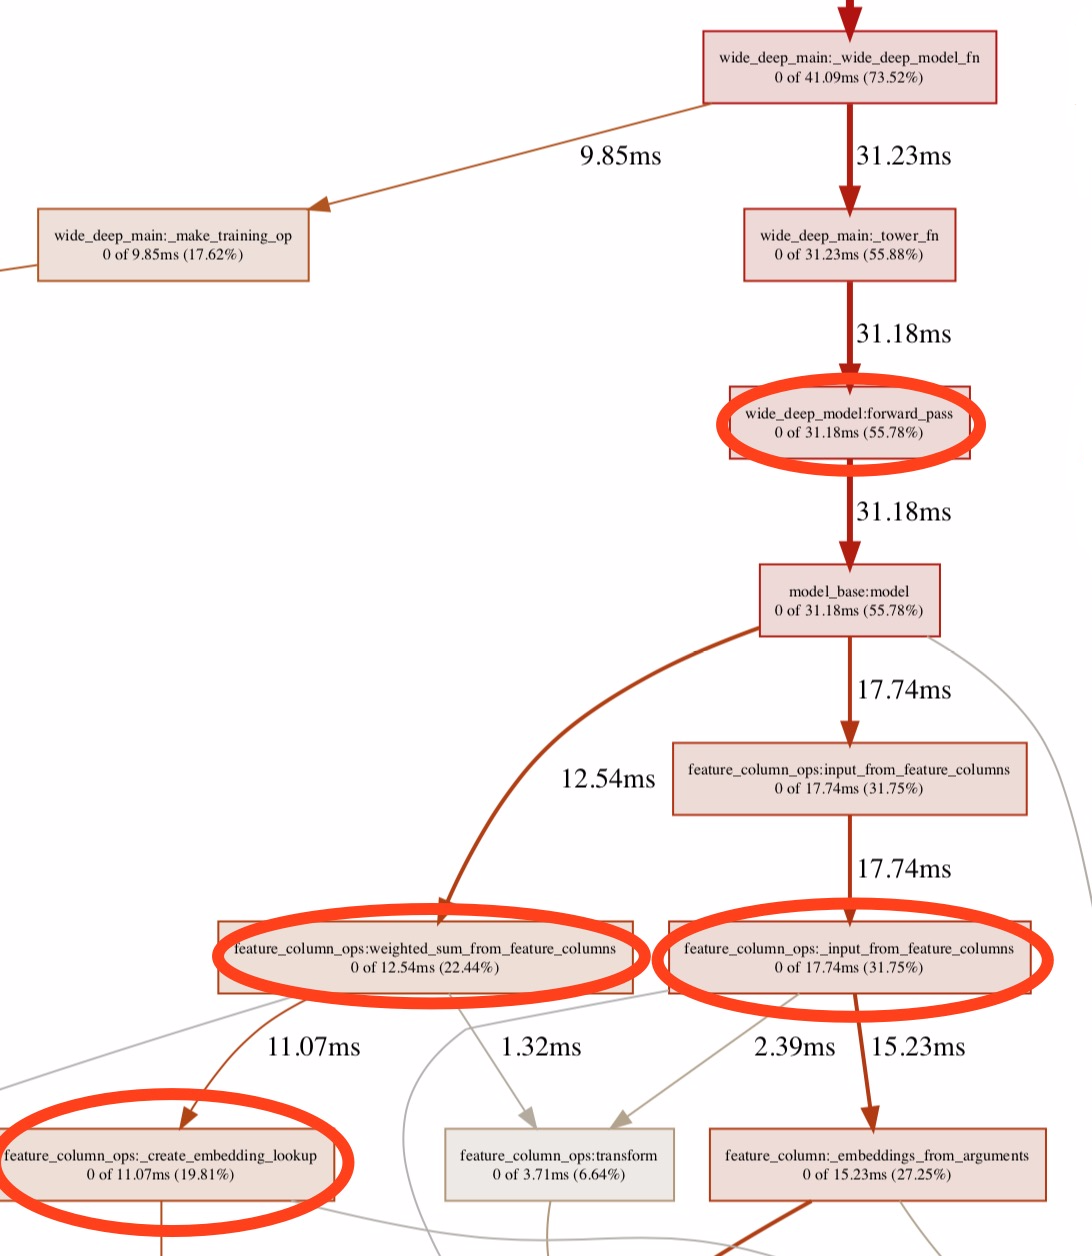 wide_deep_main:_wide_deep_model_fn
0 of 41.09ms (73.52%)
9.85ms
31.23ms
wide_deep_main:_make_training_op
0 of 9.85ms (17.62%)
wide_deep_main:_tower_fn
0 of 31.23ms (55.88%)
31.18ms
wide_deep_model:forward_pass
0 of 31.18ms (55.78%)
31.18ms
model_base:model
0 of 31.18ms (55.78%)
17.74ms
12.54ms
feature_column_ops:input_from_feature_columns
0 of 17.74ms (31.75%)
17.74ms
feature_column_ops:weighted_sum_from_feature_columns
0 of 12.54ms (22.44%)
feature_column_ops:_input_from_feature_columns
0 of 17.74ms (31.75%)
11.07ms
1.32ms
2.39ms
15.23ms
feature_column_ops:_create_embedding_lookup
0 of 11.07ms (19.81%)
feature_column_ops:transform
0 of 3.71ms (6.64%)
feature_column:_embeddings_from_arguments
0 of 15.23ms (27.25%)